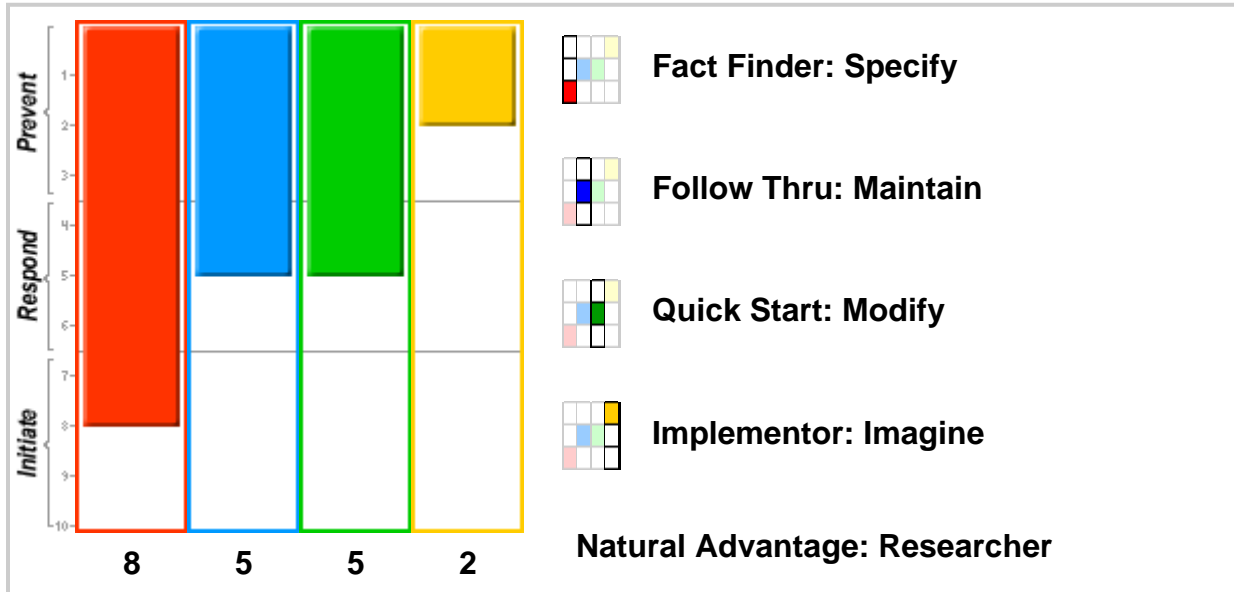 Prevent
1
2
3
Respond
4
5
6
Initiate
7
8
9
10
8 5 5 2
Fact Finder: Specify
Follow Thru: Maintain
Quick Start: Modify
Implementor: Imagine
Natural Advantage: Researcher